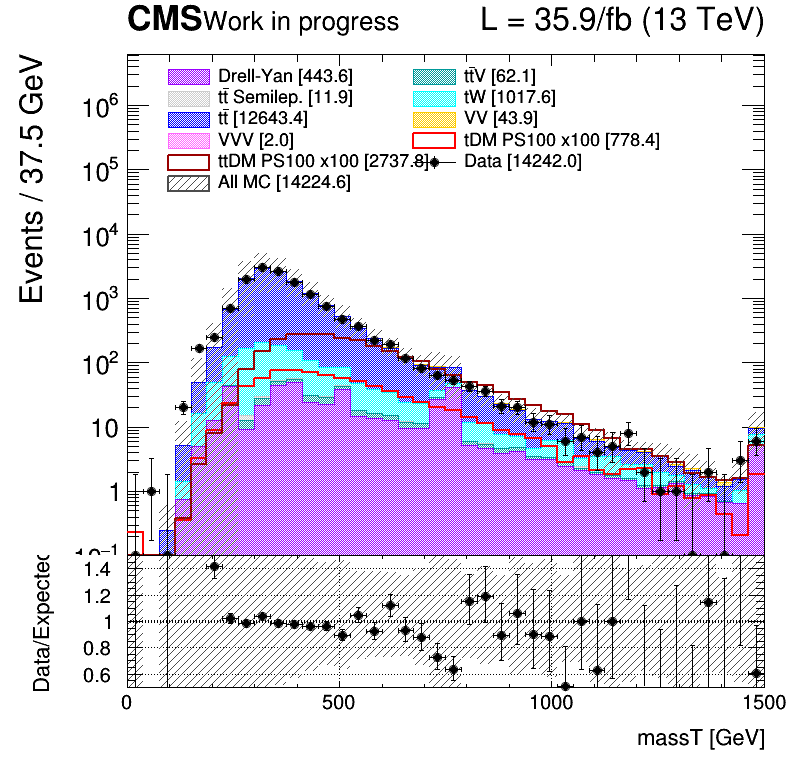 CMS Work in progress L = 35.9/fb (13 TeV)
Events / 37.5 GeV
Drell-Yan [443.6] tt̄V [62.1]
tt̄ Semilep. [11.9] tW [1017.6]
tt̄ [12643.4] VV [43.9]
VVV [2.0] tDM PS100 x100 [778.4]
ttDM PS100 x100 [2737.8] Data [14242.0]
All MC [14224.6]
10⁶
10⁵
10⁴
10³
10²
10
1
10⁻¹
Data/Expected
1.4
1.2
1
0.8
0.6
0 500 1000 1500
massT [GeV]